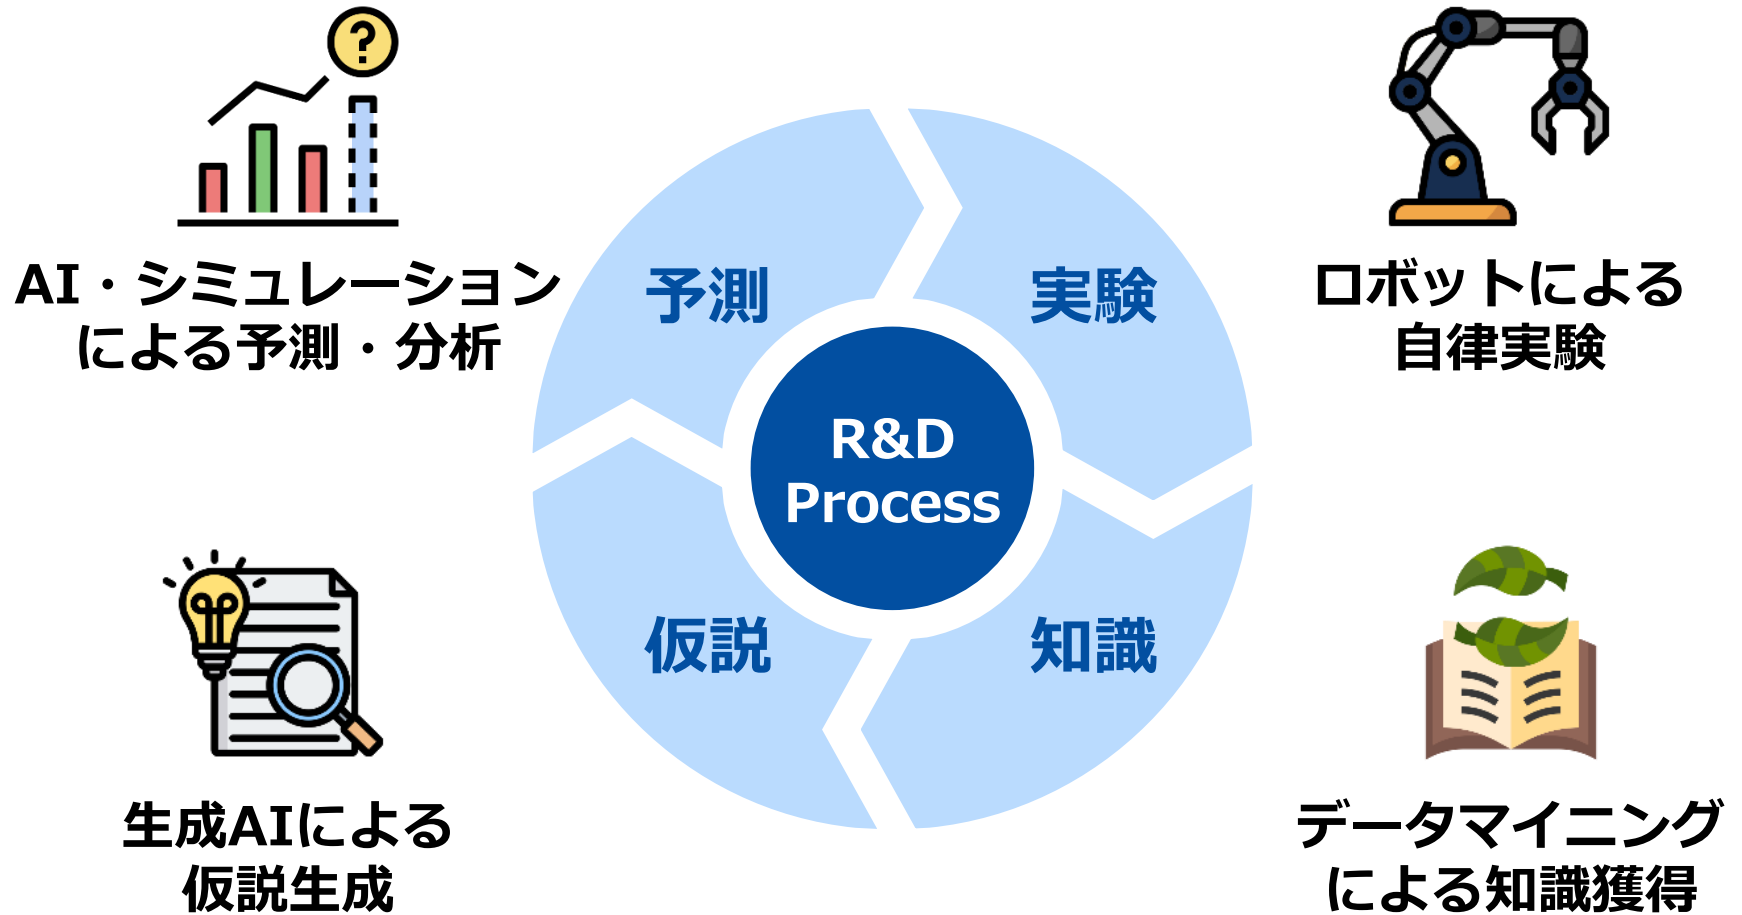 ?
AI・シミュレーション
による予測・分析
ロボットによる
自律実験
予測
実験
R&D
Process
仮説
知識
生成AIによる
仮説生成
データマイニング
による知識獲得